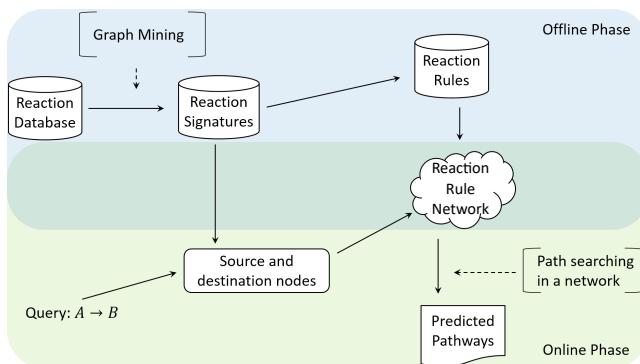 Graph Mining
Offline Phase
Reaction
Database
Reaction
Signatures
Reaction
Rules
Reaction
Rule
Network
Source and
destination nodes
Path searching
in a network
Query: A → B
Predicted
Pathways
Online Phase